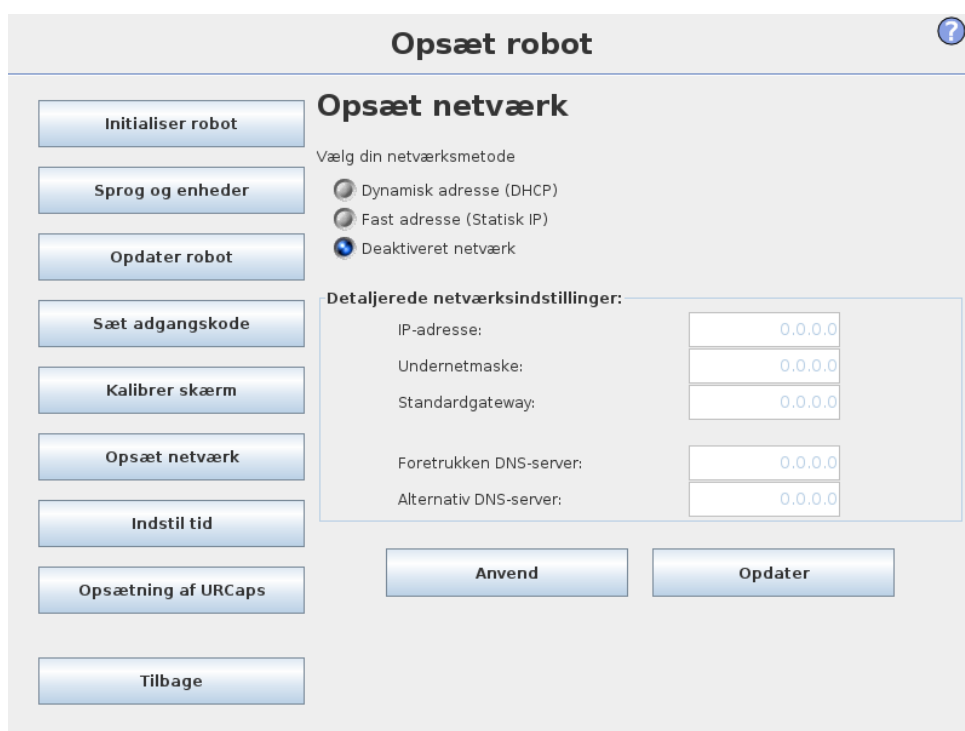 Opsæt robot
?
Initialiser robot
Sprog og enheder
Opdater robot
Sæt adgangskode
Kalibrer skærm
Opsæt netværk
Indstil tid
Opsætning af URCaps
Tilbage
Opsæt netværk
Vælg din netværksmetode
Dynamisk adresse (DHCP)
Fast adresse (Statisk IP)
Deaktiveret netværk
Detaljerede netværksindstillinger:
IP-adresse: 0.0.0.0
Undernetmaske: 0.0.0.0
Standardgateway: 0.0.0.0
Foretrukken DNS-server: 0.0.0.0
Alternativ DNS-server: 0.0.0.0
Anvend Opdater